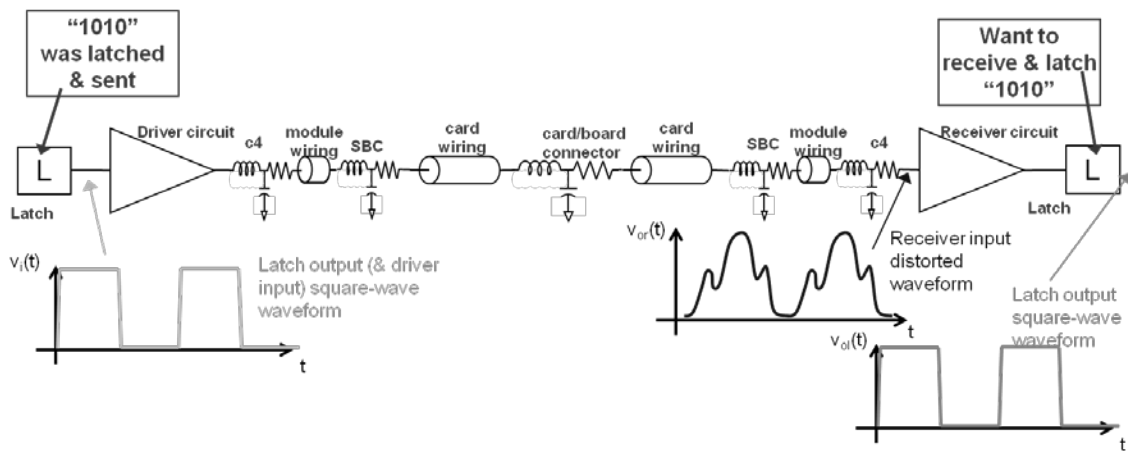 “1010”
was latched
& sent
Want to
receive & latch
“1010”
Driver circuit
c4
module
wiring
SBC
card
wiring
card/board
connector
card
wiring
SBC
module
wiring
c4
Receiver circuit
L
Latch
L
Latch
vi(t)
t
Latch output (& driver
input) square-wave
waveform
vor(t)
t
Receiver input
distorted
waveform
Latch output
square-wave
waveform
vol(t)
t